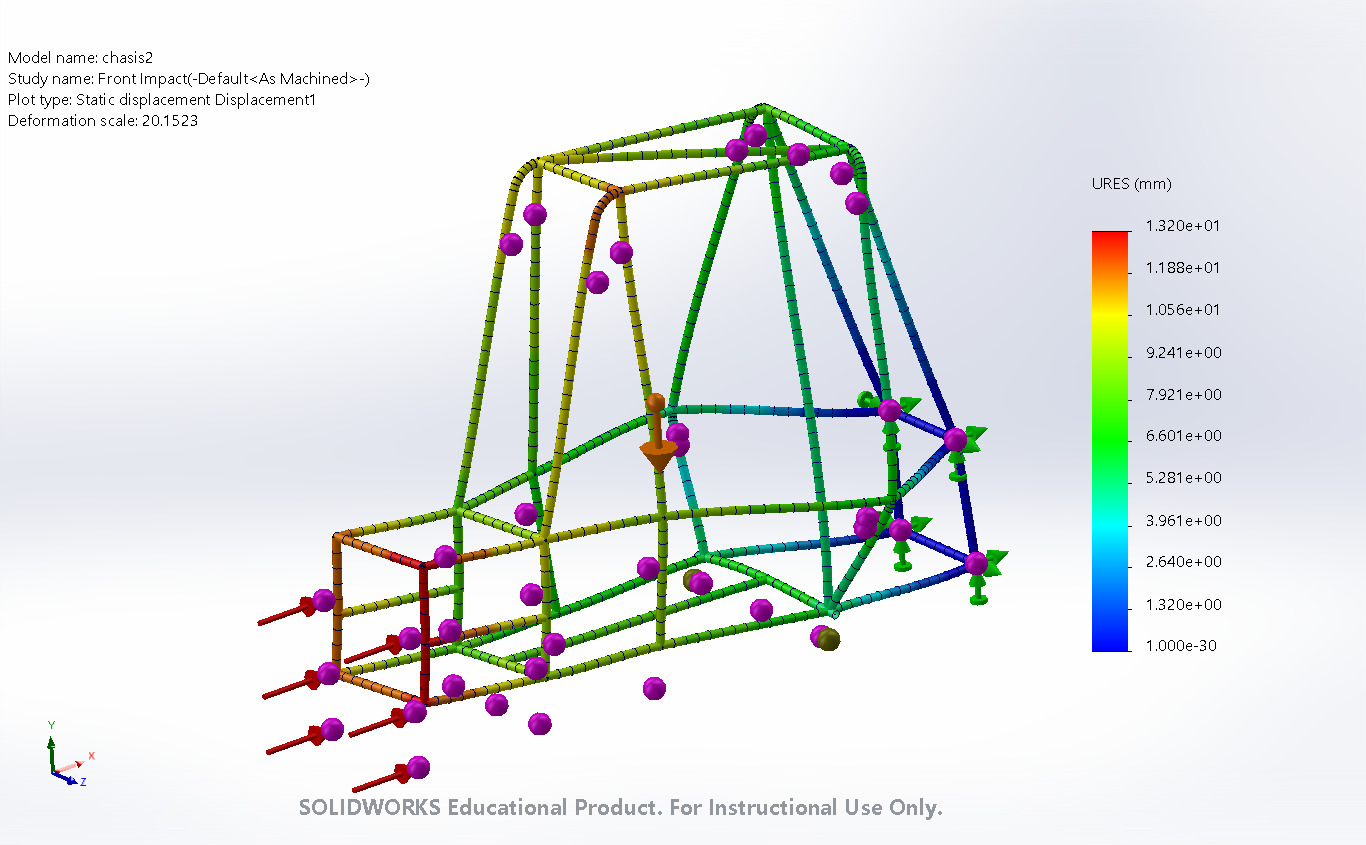 Model name: chasis2
Study name: Front Impact(-Default<As Machined>-)
Plot type: Static displacement Displacement1
Deformation scale: 20.1523
URES (mm)
1.320e+01
1.188e+01
1.056e+01
9.241e+00
7.921e+00
6.601e+00
5.281e+00
3.961e+00
2.640e+00
1.320e+00
1.000e-30
Y
X
Z
SOLIDWORKS Educational Product. For Instructional Use Only.